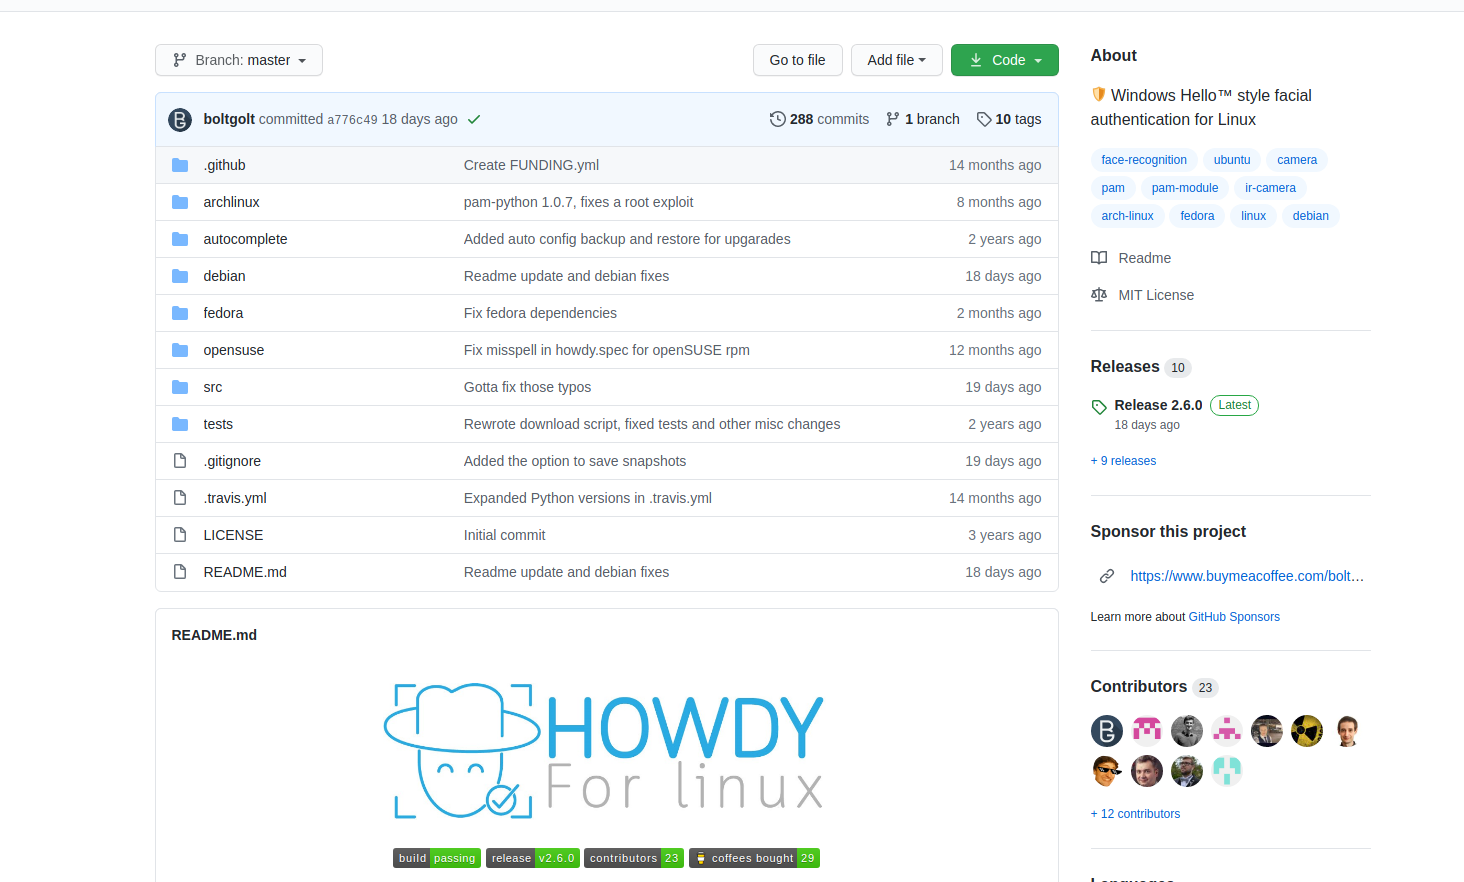 Branch: master
Go to file
Add file
Code
boltgolt committed a776c49 18 days ago
288 commits
1 branch
10 tags
.github Create FUNDING.yml 14 months ago
archlinux pam-python 1.0.7, fixes a root exploit 8 months ago
autocomplete Added auto config backup and restore for upgarades 2 years ago
debian Readme update and debian fixes 18 days ago
fedora Fix fedora dependencies 2 months ago
opensuse Fix misspell in howdy.spec for openSUSE rpm 12 months ago
src Gotta fix those typos 19 days ago
tests Rewrote download script, fixed tests and other misc changes 2 years ago
.gitignore Added the option to save snapshots 19 days ago
.travis.yml Expanded Python versions in .travis.yml 14 months ago
LICENSE Initial commit 3 years ago
README.md Readme update and debian fixes 18 days ago
README.md
HOWDY
For linux
build passing release v2.6.0 contributors 23 coffees bought 29
About
Windows Hello™ style facial
authentication for Linux
face-recognition ubuntu camera
pam pam-module ir-camera
arch-linux fedora linux debian
Readme
MIT License
Releases 10
Release 2.6.0 Latest
18 days ago
+ 9 releases
Sponsor this project
https://www.buymeacoffee.com/bolt...
Learn more about GitHub Sponsors
Contributors 23
+ 12 contributors